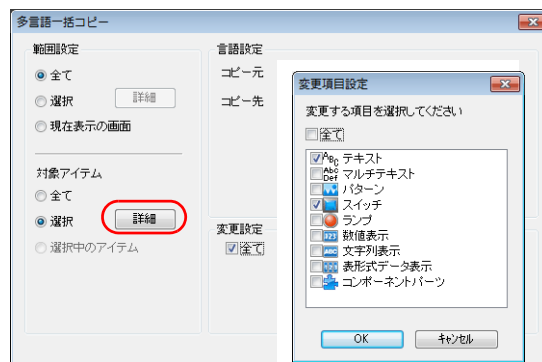 多言語一括コピー
範囲設定
全て
選択
詳細
現在表示の画面
対象アイテム
全て
選択
詳細
選択中のアイテム
言語設定
コピー元
コピー先
変更設定
全て
変更項目設定
変更する項目を選択してください
全て
ABC テキスト
Abc Def マルチテキスト
パターン
スイッチ
ランプ
123 数値表示
ABC 文字列表示
表形式データ表示
コンポーネントパーツ
OK
キャンセル